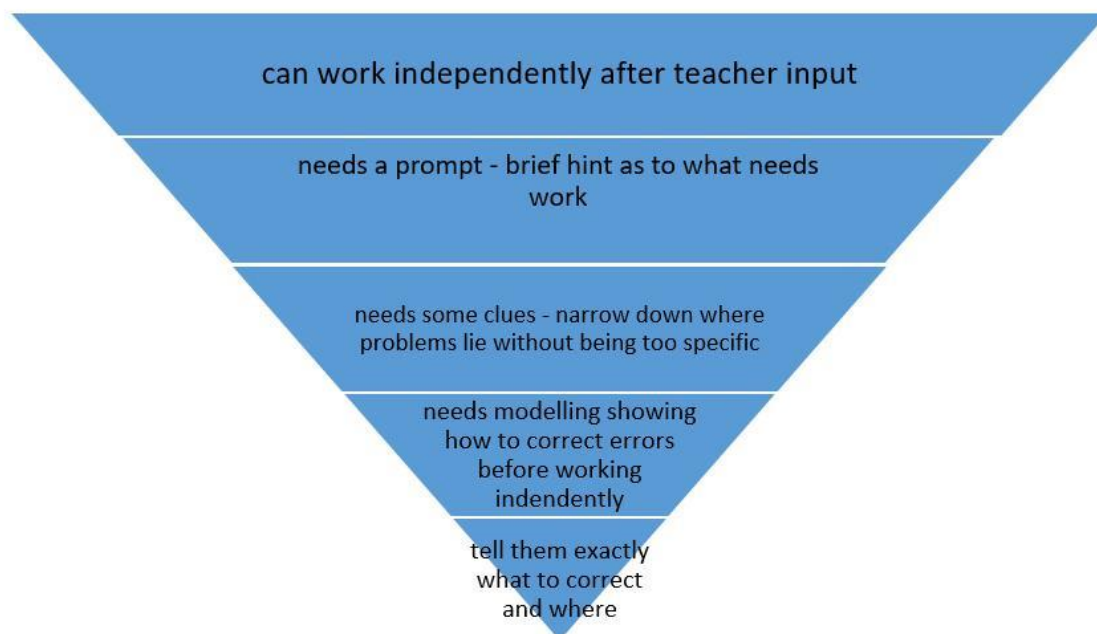 can work independently after teacher input
needs a prompt - brief hint as to what needs
work
needs some clues - narrow down where
problems lie without being too specific
needs modelling showing
how to correct errors
before working
indendently
tell them exactly
what to correct
and where